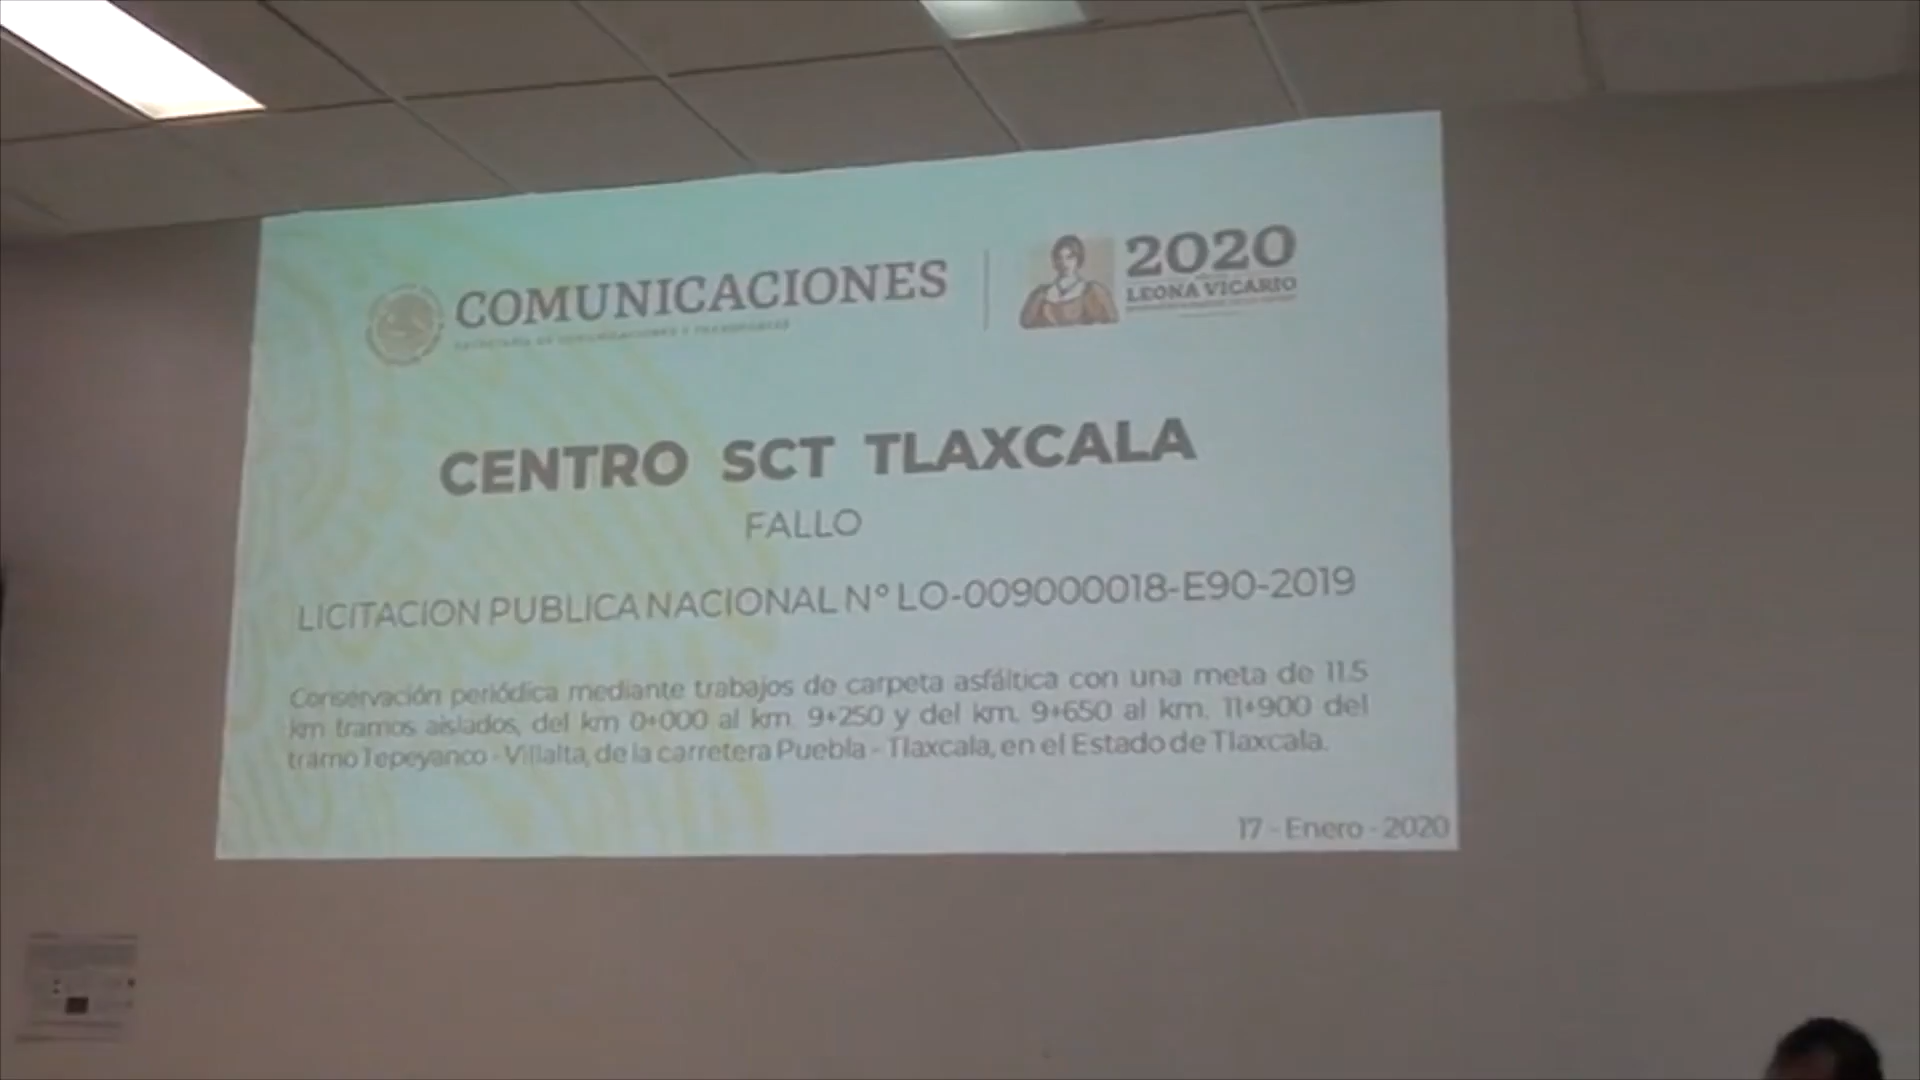 COMUNICACIONES
SECRETARÍA DE COMUNICACIONES Y TRANSPORTES
2020
LEONA VICARIO
CENTRO SCT TLAXCALA
FALLO
LICITACION PUBLICA NACIONAL N° LO-009000018-E90-2019
Conservación periódica mediante trabajos de carpeta asfáltica con una meta de 11.5
km tramos aislados, del km 0+000 al km. 9+250 y del km. 9+650 al km. 11+900 del
tramo Tepeyanco - Villalta, de la carretera Puebla - Tlaxcala, en el Estado de Tlaxcala.
17 - Enero - 2020